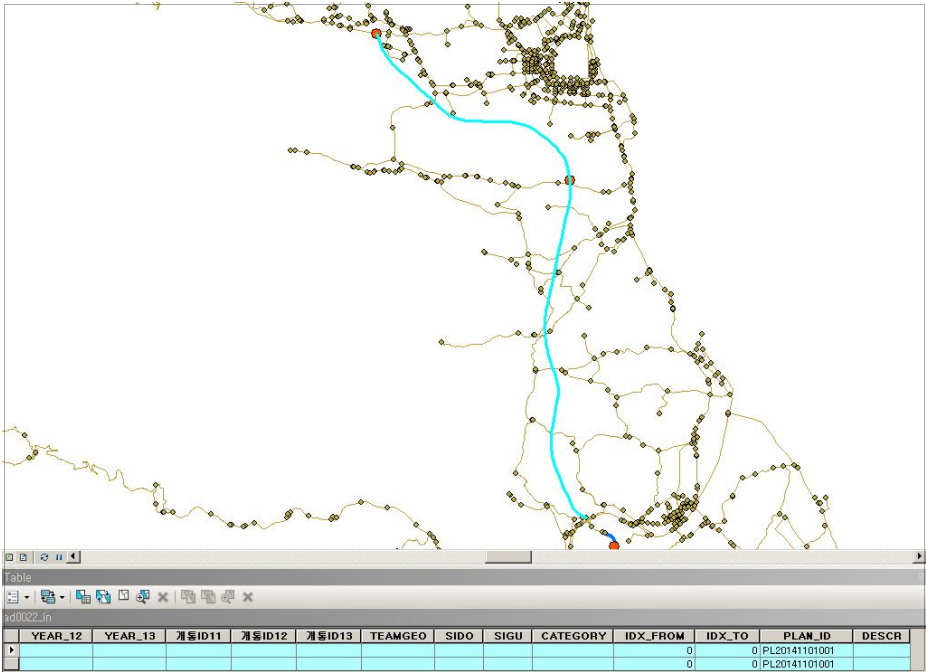 Table
ad0022_in
YEAR_12 YEAR_13 개통ID11 개통ID12 개통ID13 TEAMGEO SIDO SIGU CATEGORY IDX_FROM IDX_TO PLAN_ID DESCR
0 0 PL20141101001
0 0 PL20141101001